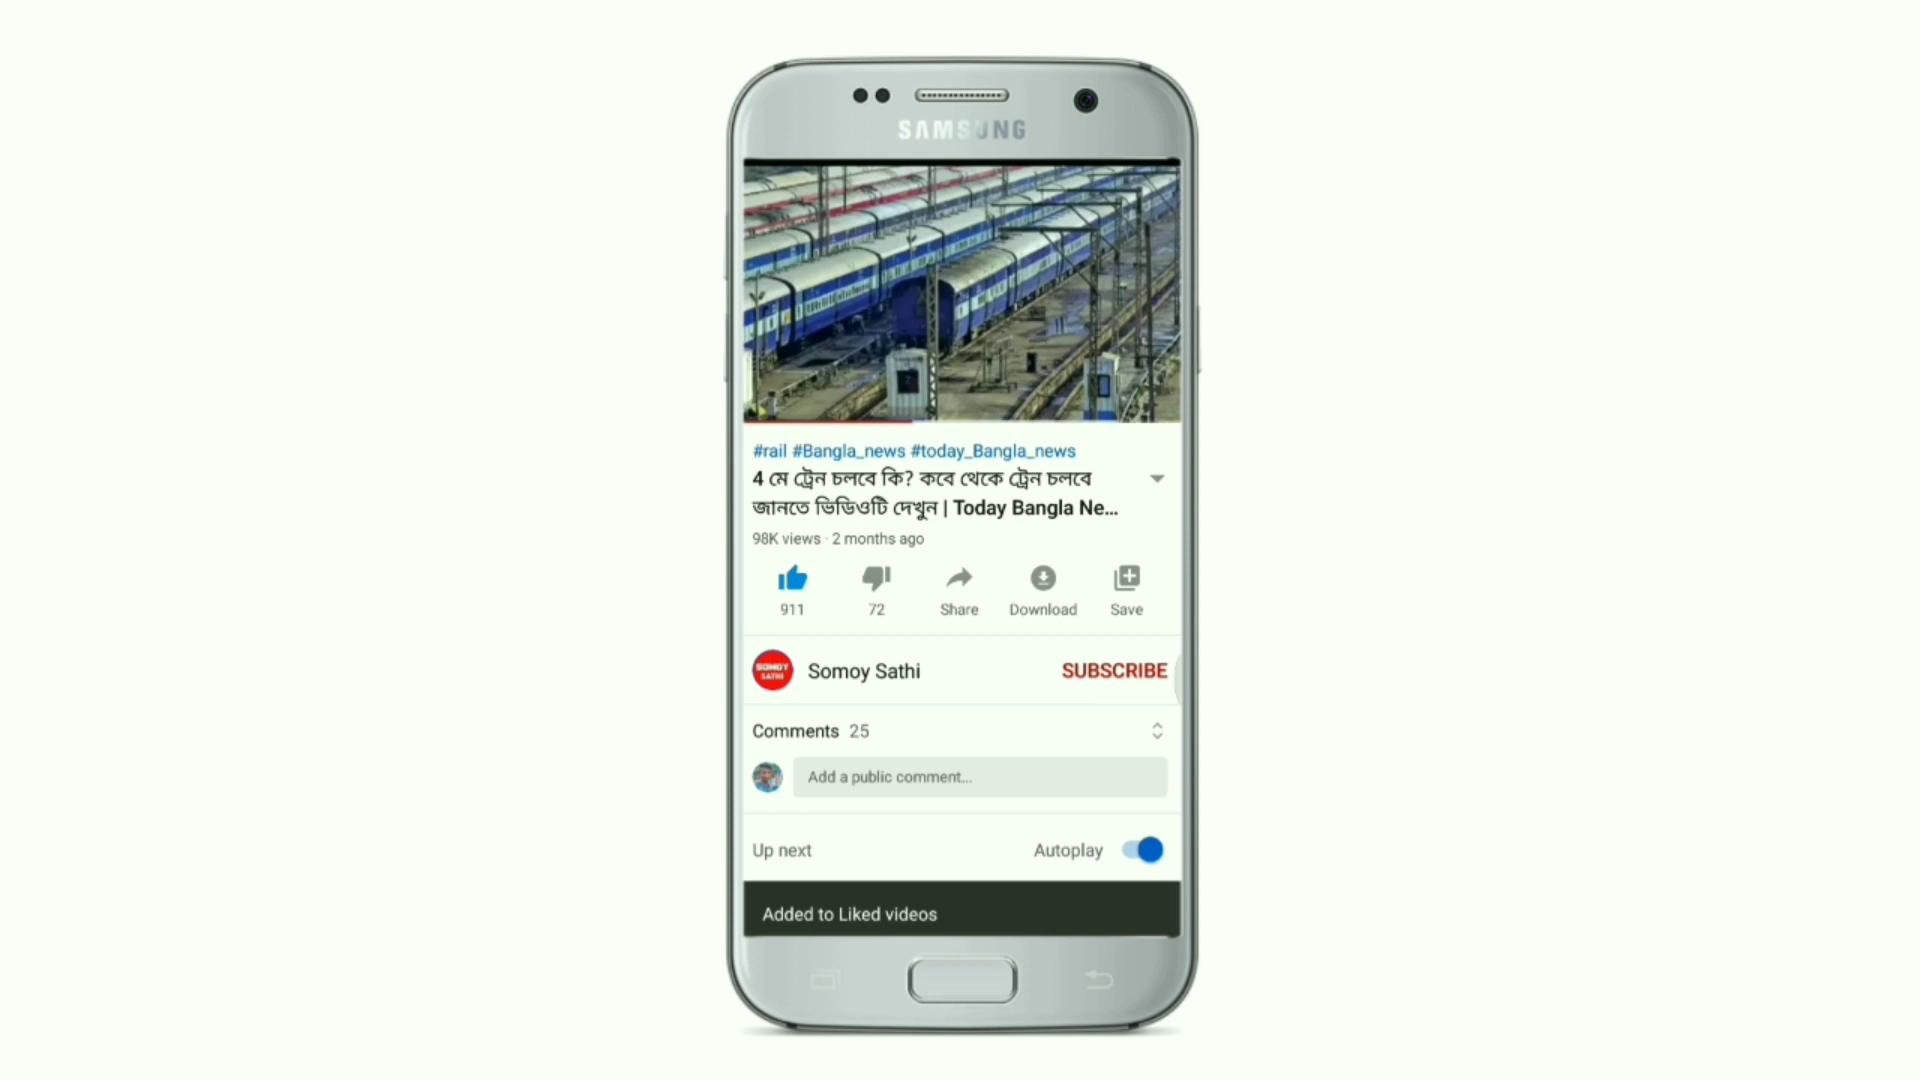 SAMSUNG
#rail #Bangla_news #today_Bangla_news
4 মে ট্রেন চলবে কি? কবে থেকে ট্রেন চলবে
জানতে ভিডিওটি দেখুন | Today Bangla Ne...
98K views · 2 months ago
911 72 Share Download Save
SOMOY
SATHI
Somoy Sathi SUBSCRIBE
Comments 25
Add a public comment...
Up next Autoplay
Added to Liked videos